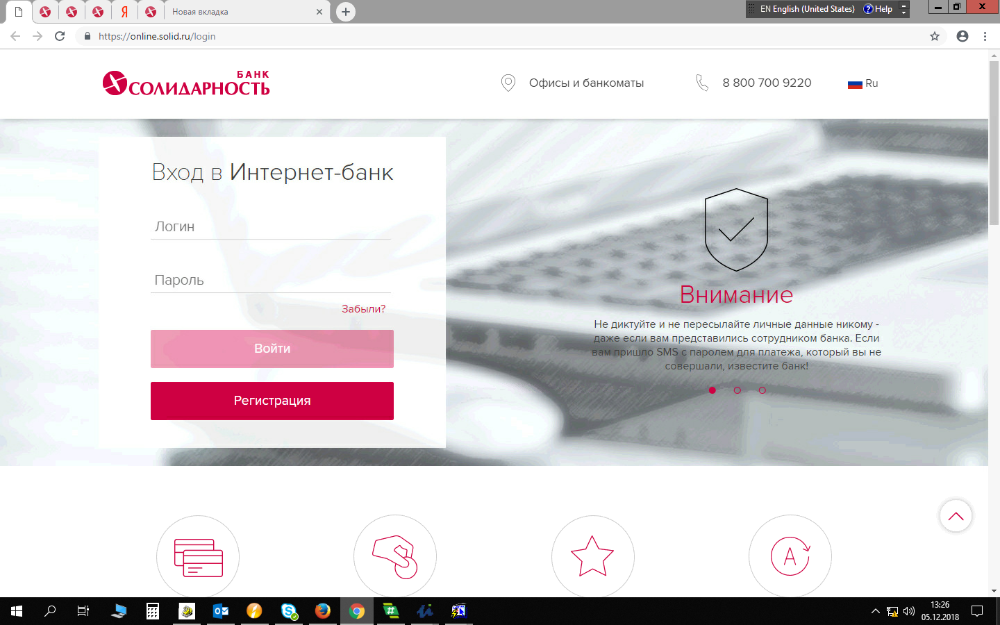 Новая вкладка
EN English (United States)
Help
https://online.solid.ru/login
БАНК
СОЛИДАРНОСТЬ
Офисы и банкоматы
8 800 700 9220
Ru
Вход в Интернет-банк
Логин
Пароль
Забыли?
Войти
Регистрация
Внимание
Не диктуйте и не пересылайте личные данные никому -
даже если вам представились сотрудником банка. Если
вам пришло SMS с паролем для платежа, который вы не
совершали, известите банк!
13:26
05.12.2018